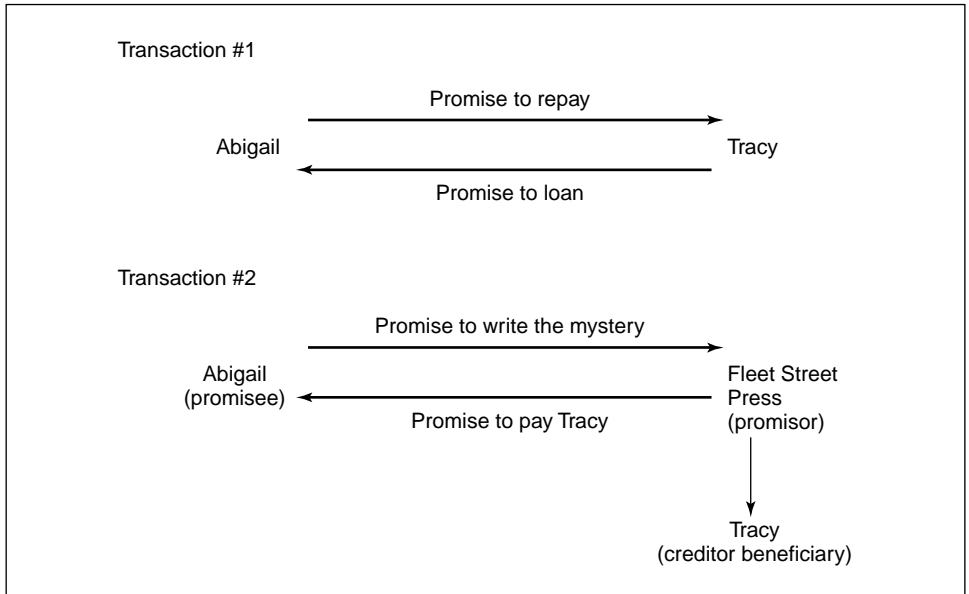 Transaction #1
Promise to repay
Abigail
Tracy
Promise to loan
Transaction #2
Promise to write the mystery
Abigail
(promisee)
Fleet Street
Press
(promisor)
Promise to pay Tracy
Tracy
(creditor beneficiary)